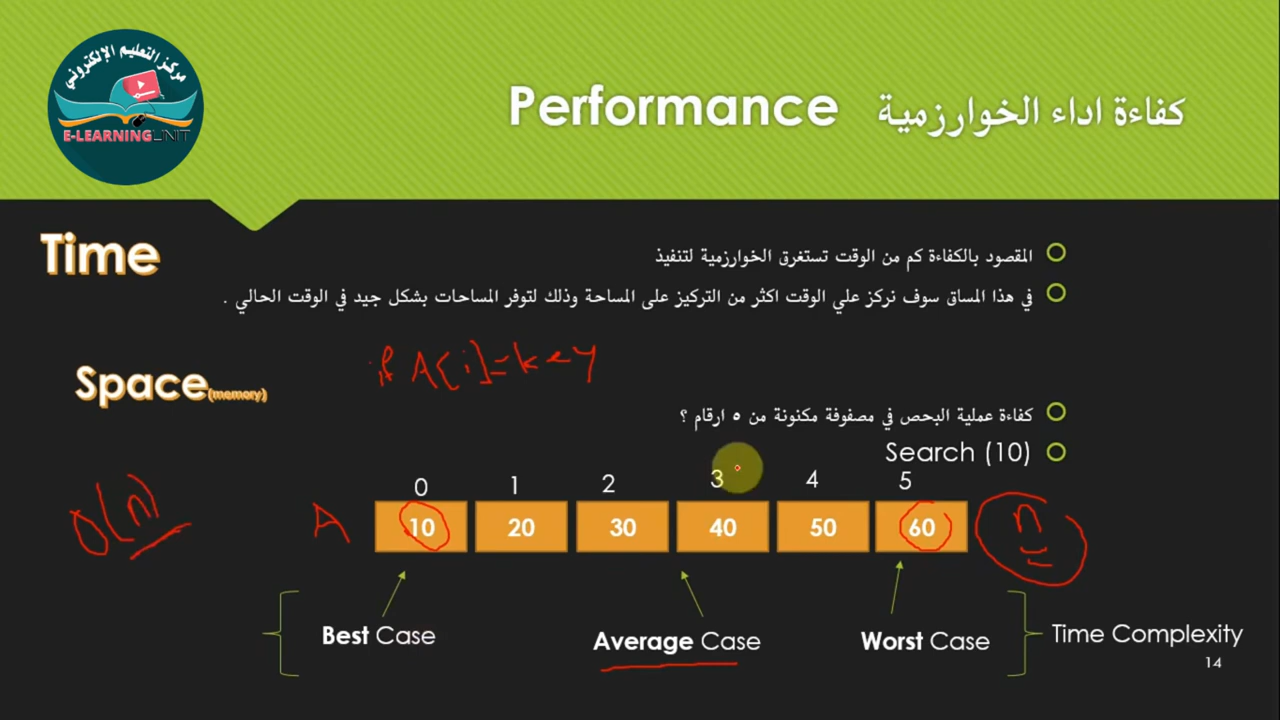 مركز التعليم الإلكتروني
E-LEARNING UNIT
Performance كفاءة اداء الخوارزمية
Time
المقصود بالكفاءة كم من الوقت تستغرق الخوارزمية لتنفيذ
في هذا المساق سوف نركز علي الوقت اكثر من التركيز على المساحة وذلك لتوفر المساحات بشكل جيد في الوقت الحالي .
if A[i]=key
Space(memory)
كفاءة عملية البحص في مصفوفة مكنونة من ٥ ارقام ؟
Search (10)
0 1 2 3 4 5
O(n) A 10 20 30 40 50 60 n
Best Case Average Case Worst Case Time Complexity
14